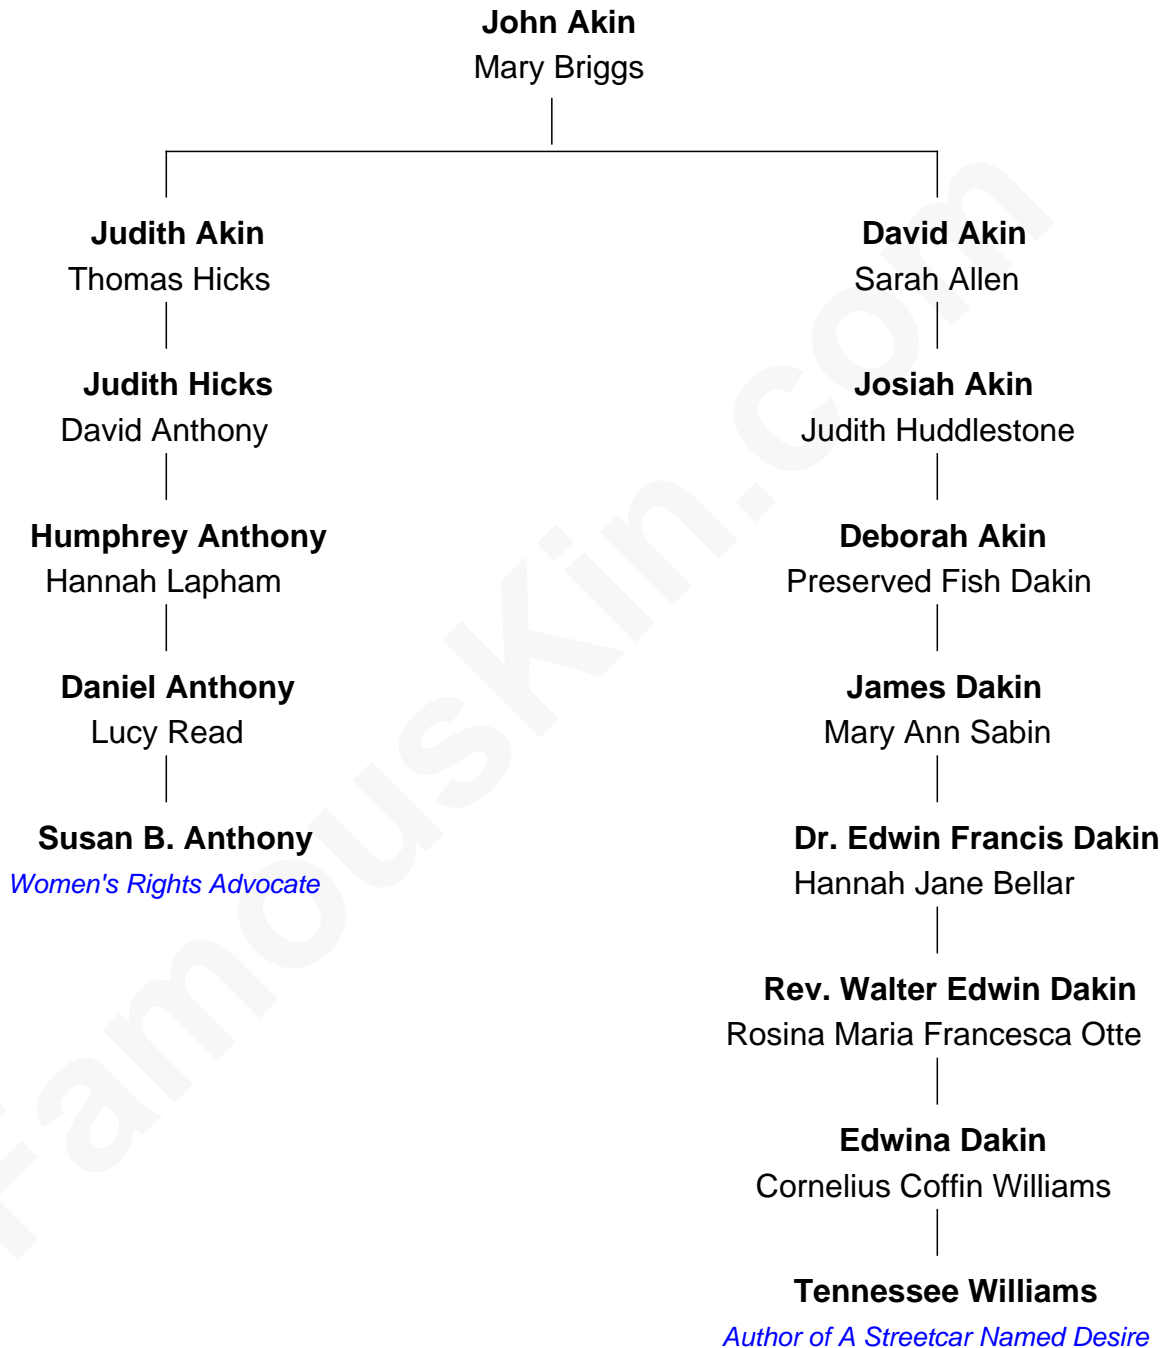 John Akin
Mary Briggs
Judith Akin
Thomas Hicks
David Akin
Sarah Allen
Judith Hicks
David Anthony
Josiah Akin
Judith Huddlestone
Humphrey Anthony
Hannah Lapham
Deborah Akin
Preserved Fish Dakin
Daniel Anthony
Lucy Read
James Dakin
Mary Ann Sabin
Susan B. Anthony
Women's Rights Advocate
Dr. Edwin Francis Dakin
Hannah Jane Bellar
Rev. Walter Edwin Dakin
Rosina Maria Francesca Otte
Edwina Dakin
Cornelius Coffin Williams
Tennessee Williams
Author of A Streetcar Named Desire
FamousKin.com